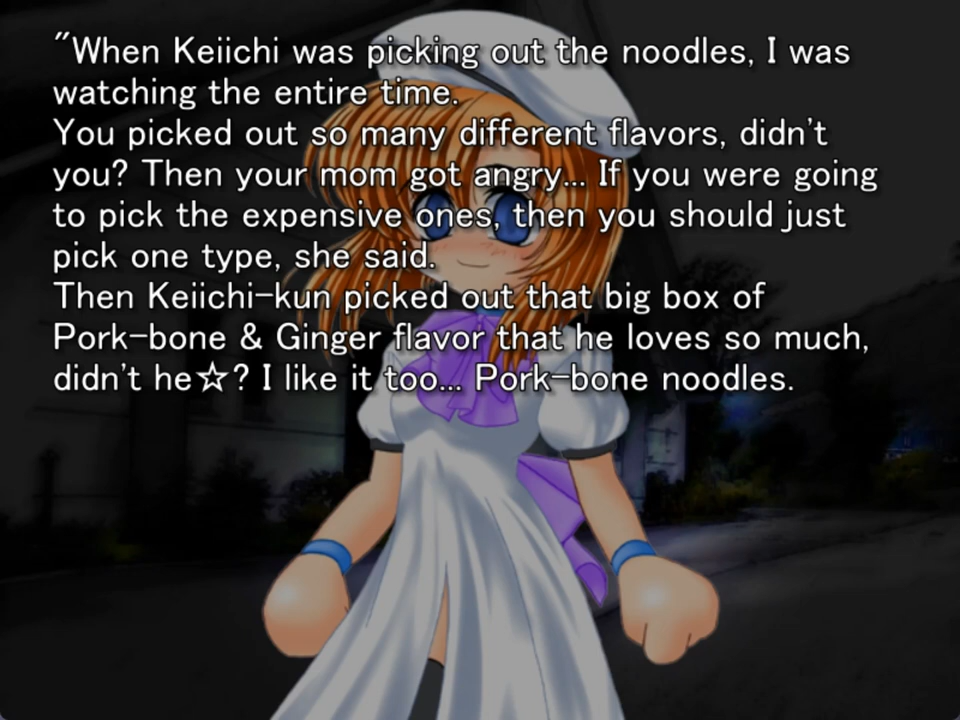 "When Keiichi was picking out the noodles, I was
watching the entire time.
You picked out so many different flavors, didn't
you? Then your mom got angry... If you were going
to pick the expensive ones, then you should just
pick one type, she said.
Then Keiichi-kun picked out that big box of
Pork-bone & Ginger flavor that he loves so much,
didn't he☆? I like it too... Pork-bone noodles.